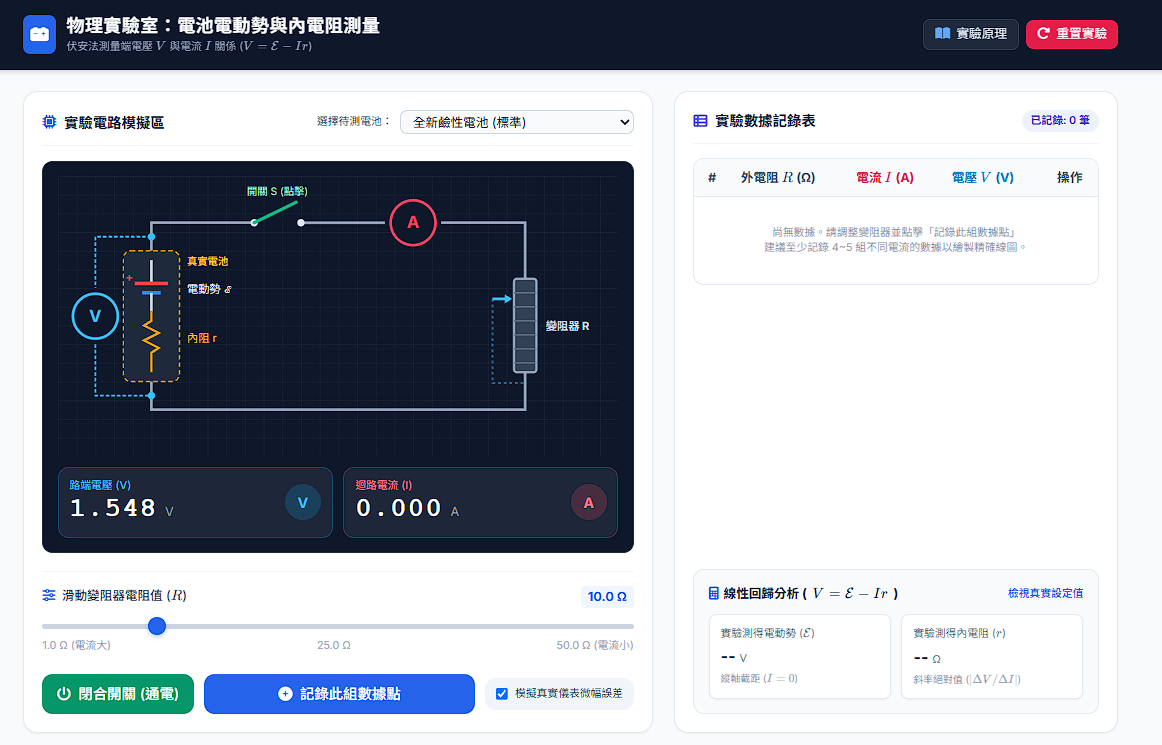 物理實驗室：電池電動勢與內電阻測量
伏安法測量端電壓 V 與電流 I 關係 (V = ℰ − Ir)
實驗原理
重置實驗
實驗電路模擬區
選擇待測電池：
全新鹼性電池 (標準)
開關 S (點擊)
A
真實電池
+
電動勢 ℰ
V
內阻 r
變阻器 R
路端電壓 (V)
1.548 V
V
迴路電流 (I)
0.000 A
A
滑動變阻器電阻值 (R)
10.0 Ω
1.0 Ω (電流大)
25.0 Ω
50.0 Ω (電流小)
閉合開關 (通電)
記錄此組數據點
模擬真實儀表微幅誤差
實驗數據記錄表
已記錄: 0 筆
# 外電阻 R (Ω) 電流 I (A) 電壓 V (V) 操作
尚無數據。請調整變阻器並點擊「記錄此組數據點」
建議至少記錄 4~5 組不同電流的數據以繪製精確線圖。
線性回歸分析 ( V = ℰ − Ir )
檢視真實設定值
實驗測得電動勢 (ℰ)
-- V
縱軸截距 (I = 0)
實驗測得內電阻 (r)
-- Ω
斜率絕對值 (|ΔV/ΔI|)